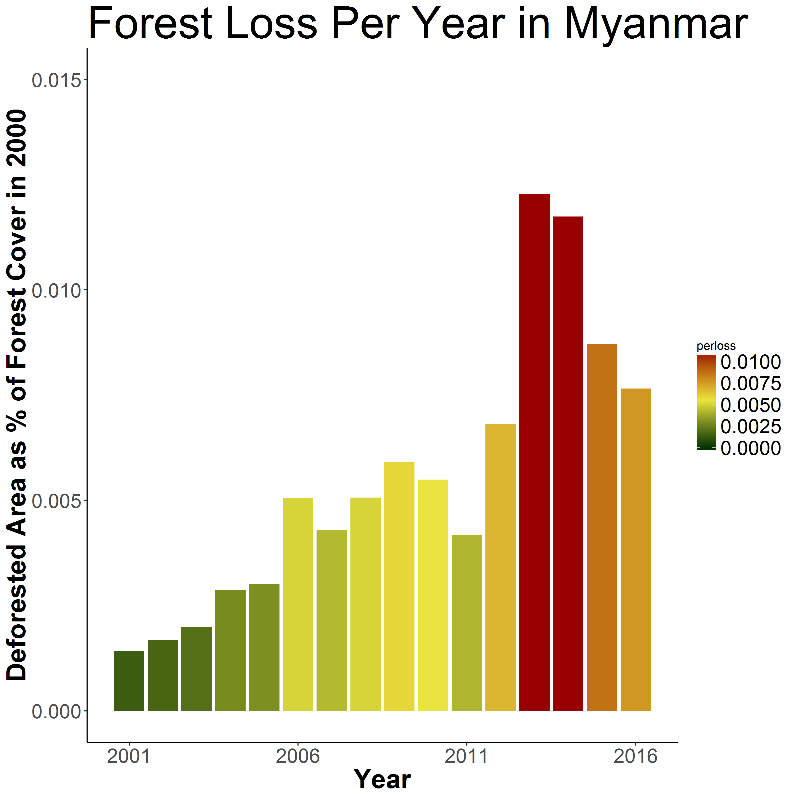 Forest Loss Per Year in Myanmar
Deforested Area as % of Forest Cover in 2000
0.015
0.010
0.005
0.000
2001 2006 2011 2016
Year
perloss
0.0100
0.0075
0.0050
0.0025
0.0000